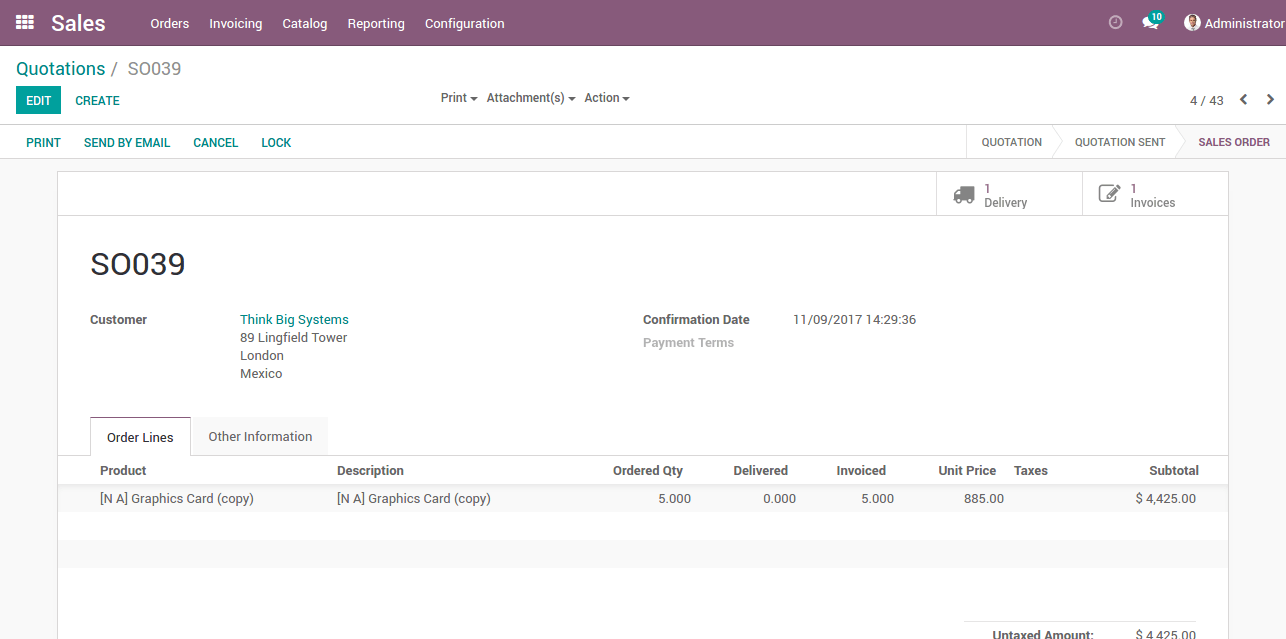 Sales Orders Invoicing Catalog Reporting Configuration 10 Administrator
Quotations / SO039
EDIT CREATE Print Attachment(s) Action 4 / 43
PRINT SEND BY EMAIL CANCEL LOCK QUOTATION QUOTATION SENT SALES ORDER
1 Delivery 1 Invoices
SO039
Customer Think Big Systems Confirmation Date 11/09/2017 14:29:36
89 Lingfield Tower Payment Terms
London
Mexico
Order Lines Other Information
Product Description Ordered Qty Delivered Invoiced Unit Price Taxes Subtotal
[N A] Graphics Card (copy) [N A] Graphics Card (copy) 5.000 0.000 5.000 885.00 $ 4,425.00
Untaxed Amount: $ 4,425.00